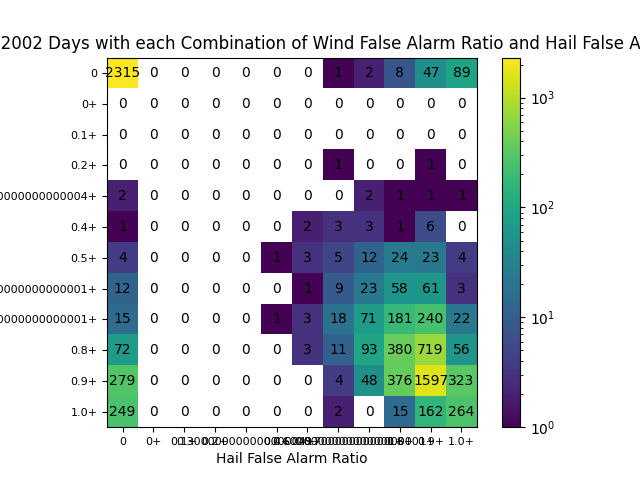 2002 Days with each Combination of Wind False Alarm Ratio and Hail False A
0 2315 0 0 0 0 0 0 1 2 8 47 89
0+ 0 0 0 0 0 0 0 0 0 0 0 0
0.1+ 0 0 0 0 0 0 0 0 0 0 0 0
0.2+ 0 0 0 0 0 0 0 1 0 0 1 0
0000000000004+ 2 0 0 0 0 0 0 0 2 1 1 1
0.4+ 1 0 0 0 0 0 2 3 3 1 6 0
0.5+ 4 0 0 0 0 1 3 5 12 24 23 4
000000000001+ 12 0 0 0 0 0 1 9 23 58 61 3
000000000001+ 15 0 0 0 0 1 3 18 71 181 240 22
0.8+ 72 0 0 0 0 0 3 11 93 380 719 56
0.9+ 279 0 0 0 0 0 0 4 48 376 1597 323
1.0+ 249 0 0 0 0 0 0 2 0 15 162 264
0 0+ 0.9+ 1.0+
Hail False Alarm Ratio
10³
10²
10¹
10⁰